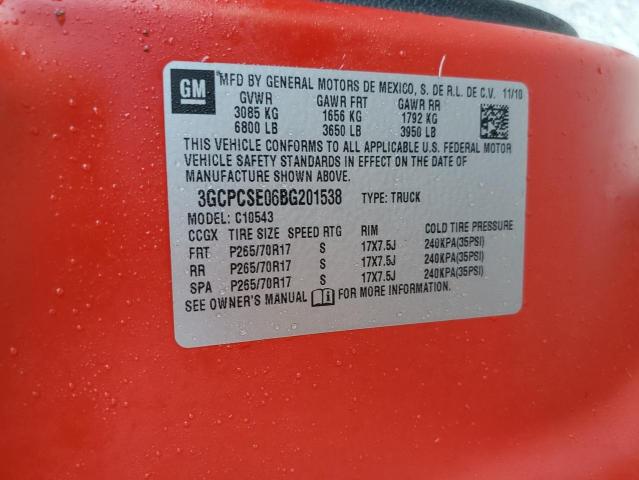 GM MFD BY GENERAL MOTORS DE MEXICO, S. DE R.L. DE C.V. 11/10
GVWR GAWR FRT GAWR RR
3085 KG 1656 KG 1792 KG
6800 LB 3650 LB 3950 LB
THIS VEHICLE CONFORMS TO ALL APPLICABLE U.S. FEDERAL MOTOR
VEHICLE SAFETY STANDARDS IN EFFECT ON THE DATE OF
MANUFACTURE SHOWN ABOVE.
3GCPCSE06BG201538 TYPE: TRUCK
MODEL: C10543
CCGX TIRE SIZE SPEED RTG RIM COLD TIRE PRESSURE
FRT P265/70R17 S 17X7.5J 240KPA(35PSI)
RR P265/70R17 S 17X7.5J 240KPA(35PSI)
SPA P265/70R17 S 17X7.5J 240KPA(35PSI)
SEE OWNER'S MANUAL FOR MORE INFORMATION.